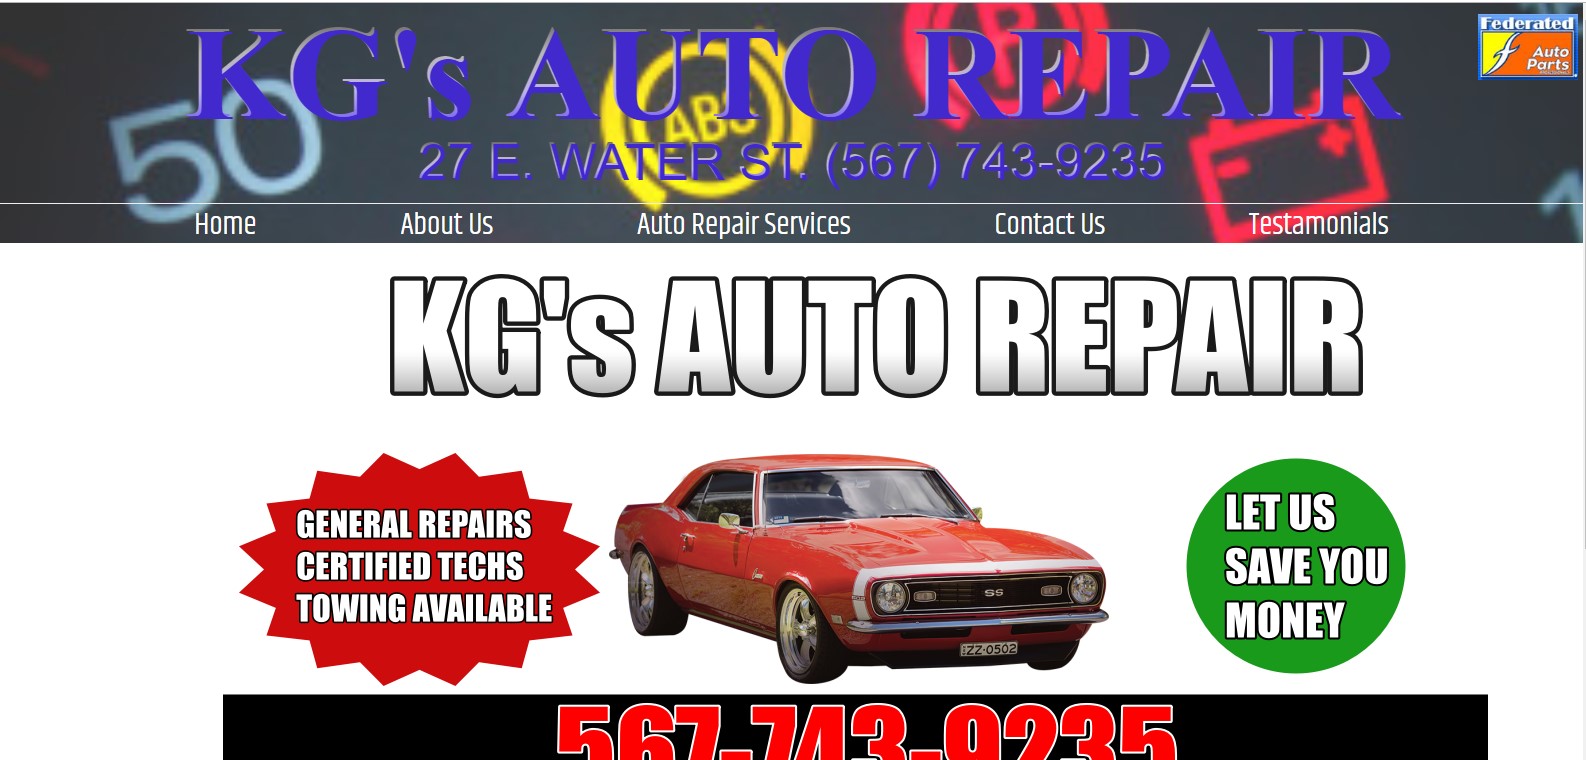 KG's AUTO REPAIR
27 E. WATER ST. (567) 743-9235
Federated
Auto
Parts
50
ABS
Home About Us Auto Repair Services Contact Us Testamonials
KG's AUTO REPAIR
GENERAL REPAIRS
CERTIFIED TECHS
TOWING AVAILABLE
SS
ZZ·0502
LET US
SAVE YOU
MONEY
567-743-9235